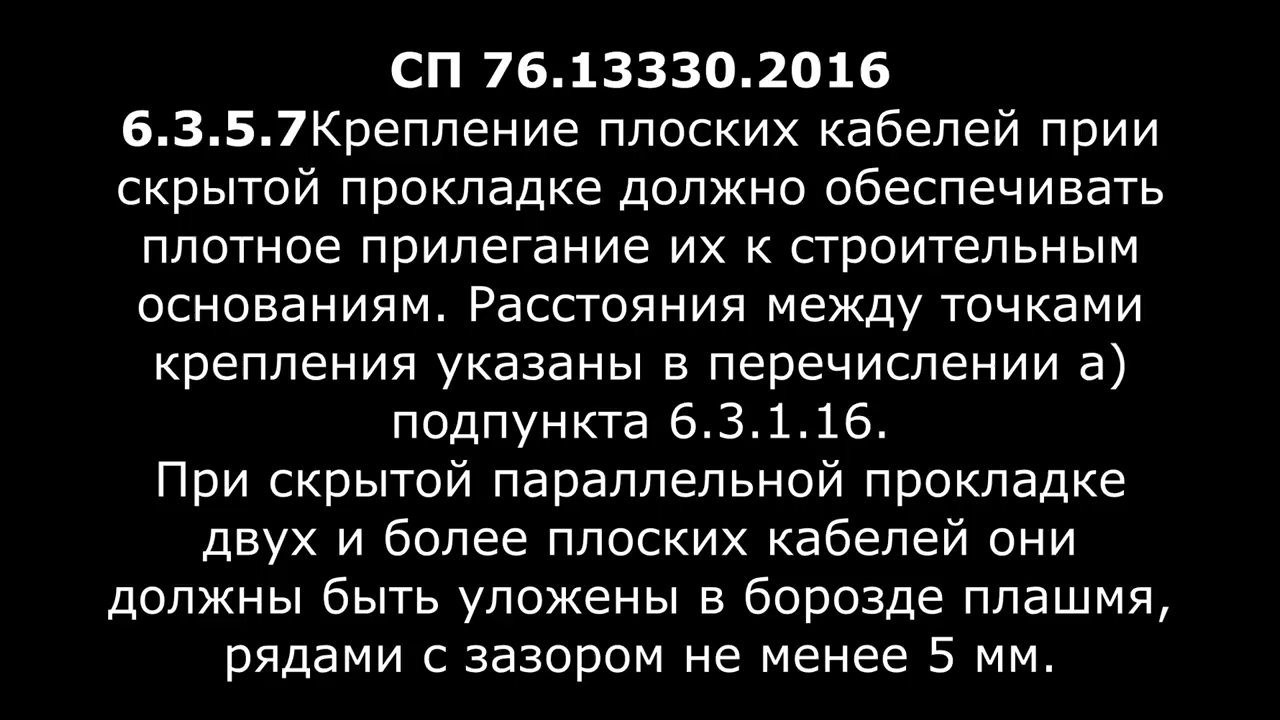 СП 76.13330.2016
6.3.5.7Крепление плоских кабелей прии
скрытой прокладке должно обеспечивать
плотное прилегание их к строительным
основаниям. Расстояния между точками
крепления указаны в перечислении а)
подпункта 6.3.1.16.
При скрытой параллельной прокладке
двух и более плоских кабелей они
должны быть уложены в борозде плашмя,
рядами с зазором не менее 5 мм.